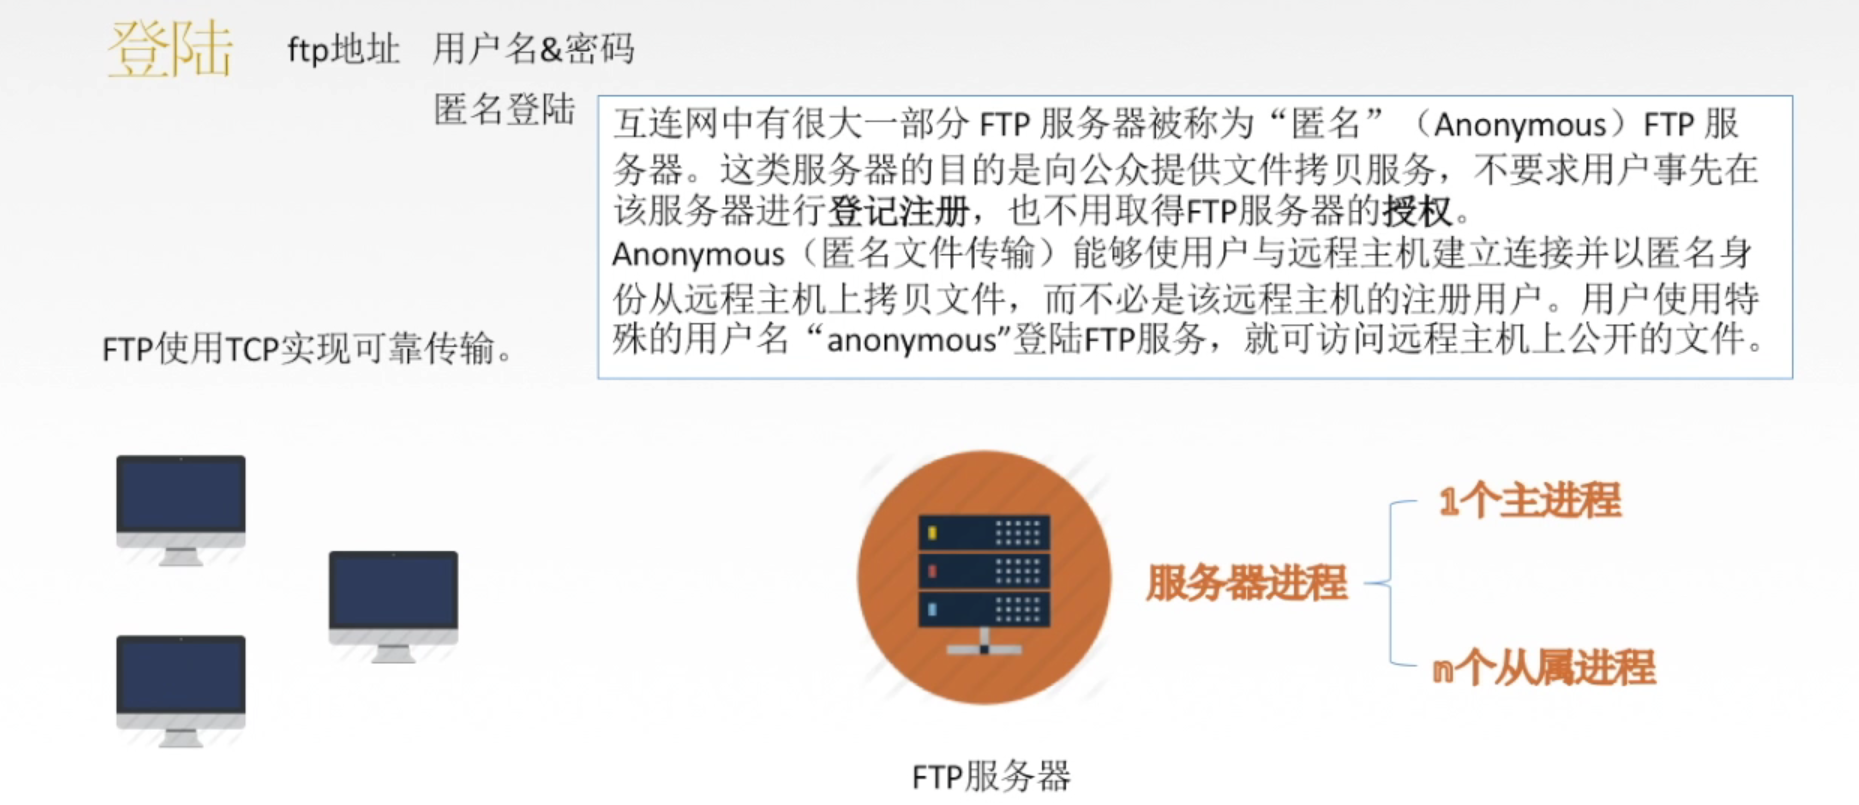 登陆 ftp地址 用户名&密码
匿名登陆
互连网中有很大一部分 FTP 服务器被称为“匿名”（Anonymous）FTP 服
务器。这类服务器的目的是向公众提供文件拷贝服务，不要求用户事先在
该服务器进行登记注册，也不用取得FTP服务器的授权。
Anonymous（匿名文件传输）能够使用户与远程主机建立连接并以匿名身
份从远程主机上拷贝文件，而不必是该远程主机的注册用户。用户使用特
殊的用户名“anonymous”登陆FTP服务，就可访问远程主机上公开的文件。
FTP使用TCP实现可靠传输。
1个主进程
服务器进程
n个从属进程
FTP服务器